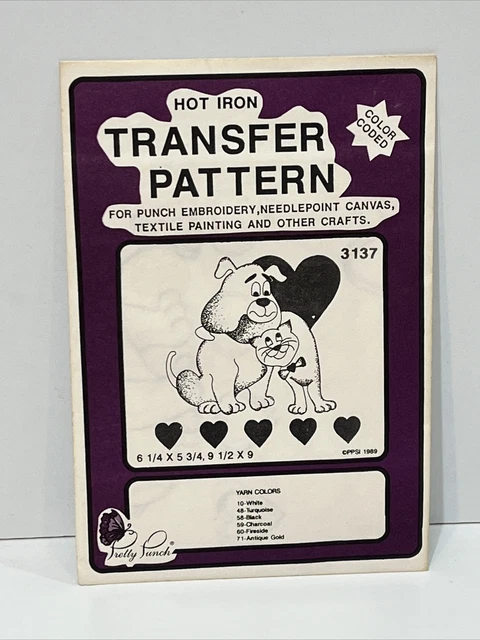 HOT IRON
TRANSFER
PATTERN
COLOR
CODED
FOR PUNCH EMBROIDERY,NEEDLEPOINT CANVAS,
TEXTILE PAINTING AND OTHER CRAFTS.
3137
6 1/4 X 5 3/4, 9 1/2 X 9
©PPSI 1989
YARN COLORS
10-White
48-Turquoise
58-Black
59-Charcoal
60-Fireside
71-Antique Gold
Pretty Punch®